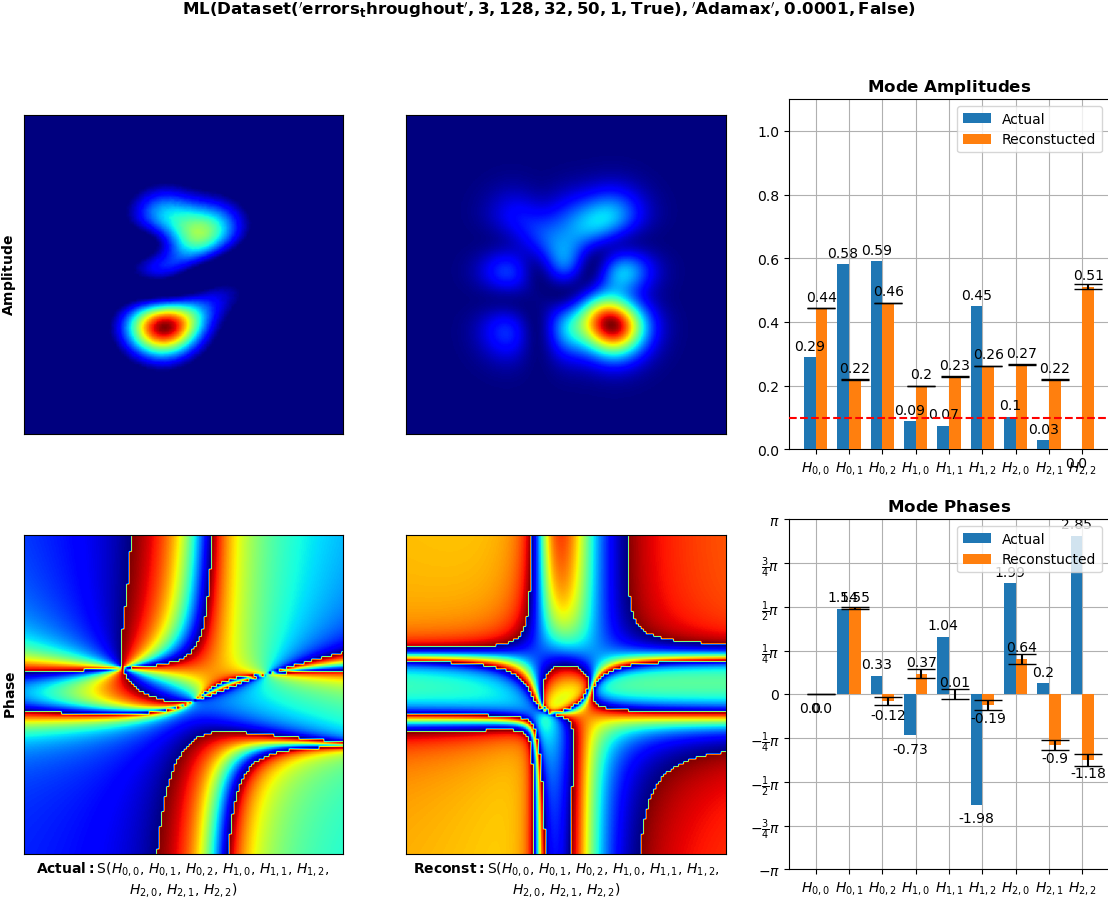 ML(Dataset('errors_throughout', 3, 128, 32, 50, 1, True), 'Adamax', 0.0001, False)
Amplitude
Mode Amplitudes
Actual
Reconstucted
1.0
0.8
0.6
0.4
0.2
0.0
0.29 0.44 0.58 0.22 0.59 0.46 0.09 0.2 0.07 0.23 0.45 0.26 0.1 0.27 0.03 0.22 0.0 0.51
H0,0 H0,1 H0,2 H1,0 H1,1 H1,2 H2,0 H2,1 H2,2
Phase
Actual: S(H0,0, H0,1, H0,2, H1,0, H1,1, H1,2,
H2,0, H2,1, H2,2)
Reconst: S(H0,0, H0,1, H0,2, H1,0, H1,1, H1,2,
H2,0, H2,1, H2,2)
Mode Phases
Actual
Reconstucted
π
3/4π
1/2π
1/4π
0
−1/4π
−1/2π
−3/4π
−π
0.0 0.0 1.54 1.55 0.33 -0.12 -0.73 0.37 1.04 0.01 -1.98 -0.19 1.99 0.64 0.2 -0.9 2.85 -1.18
H0,0 H0,1 H0,2 H1,0 H1,1 H1,2 H2,0 H2,1 H2,2